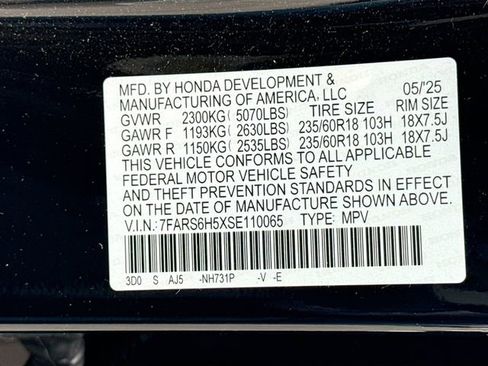 MFD. BY HONDA DEVELOPMENT &
MANUFACTURING OF AMERICA, LLC 05/'25
GVWR 2300KG ( 5070LBS) TIRE SIZE RIM SIZE
GAWR F 1193KG ( 2630LBS) 235/60R18 103H 18X7.5J
GAWR R 1150KG ( 2535LBS) 235/60R18 103H 18X7.5J
THIS VEHICLE CONFORMS TO ALL APPLICABLE
FEDERAL MOTOR VEHICLE SAFETY
AND THEFT PREVENTION STANDARDS IN EFFECT
ON THE DATE OF MANUFACTURE SHOWN ABOVE.
V.I.N.: 7FARS6H5XSE110065 TYPE: MPV
3D0 S AJ5 -NH731P -V -E